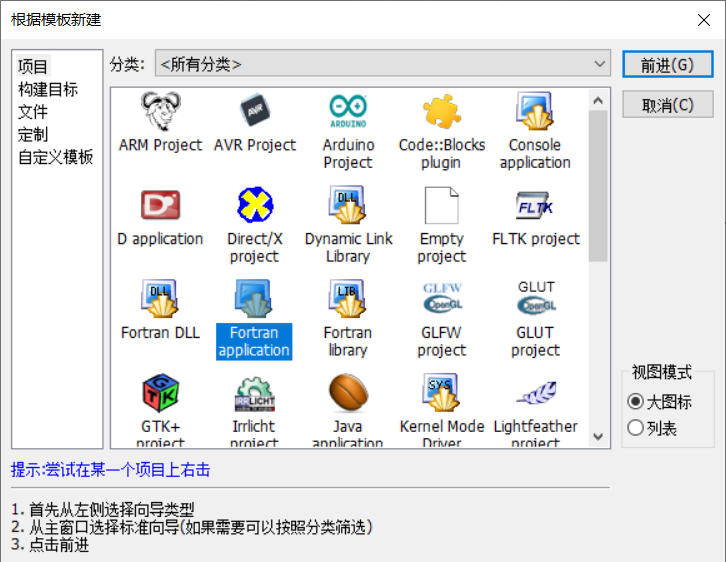 根据模板新建
项目
构建目标
文件
定制
自定义模板
分类:
<所有分类>
前进(G)
取消(C)
AVR
ARDUINO
ARM Project
AVR Project
Arduino
Project
Code::Blocks
plugin
Console
application
D
DLL
FLTK
D application
Direct/X
project
Dynamic Link
Library
Empty
project
FLTK project
DLL
LIB
GLFW
OpenGL
GLUT
OpenGL
Fortran DLL
Fortran
application
Fortran
library
GLFW
project
GLUT
project
GTK
IRRLICHT
SYS
GTK+
project
Irrlicht
project
Java
application
Kernel Mode
Driver
Lightfeather
project
视图模式
大图标
列表
提示:尝试在某一个项目上右击
1. 首先从左侧选择向导类型
2. 从主窗口选择标准向导(如果需要可以按照分类筛选)
3. 点击前进